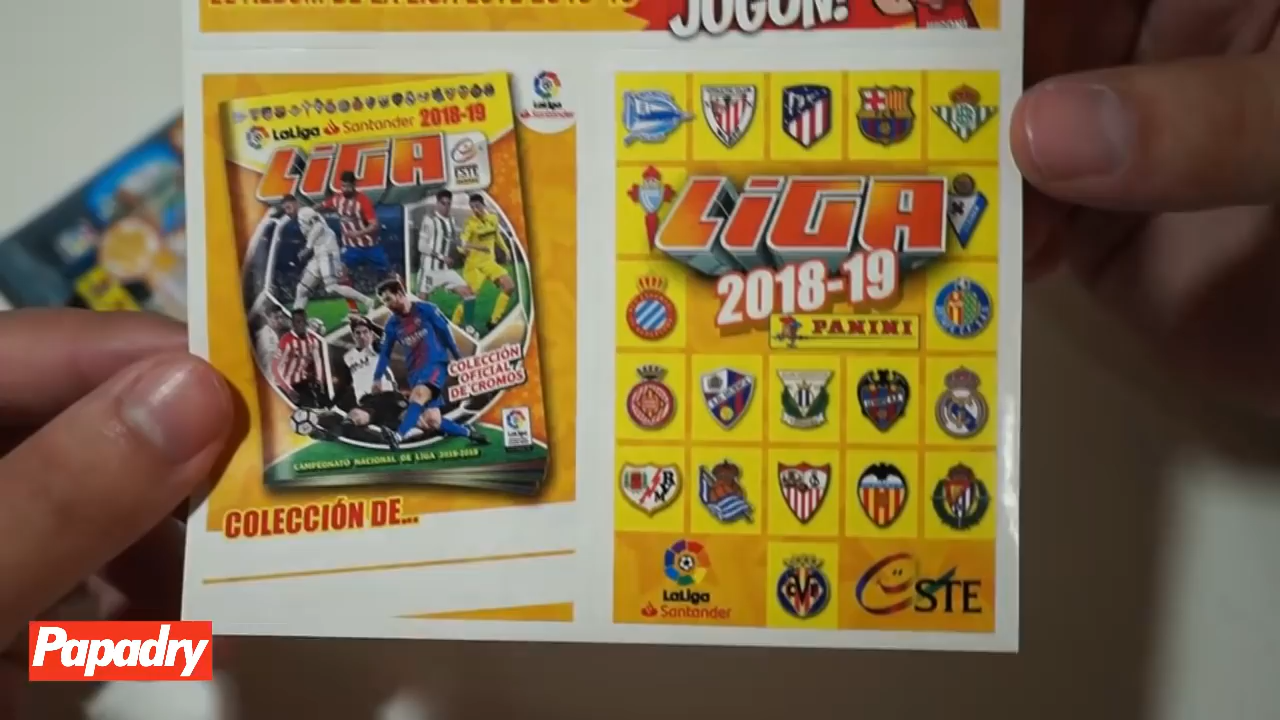 JUGÓN!
LaLiga
Santander
LaLiga Santander 2018-19
LiGA
ESTE
COLECCIÓN
OFICIAL
DE CROMOS
LaLiga
CAMPEONATO NACIONAL DE LIGA 2018-2019
COLECCIÓN DE...
LiGA
2018-19
PANINI
LaLiga
Santander
ESTE
Papadry